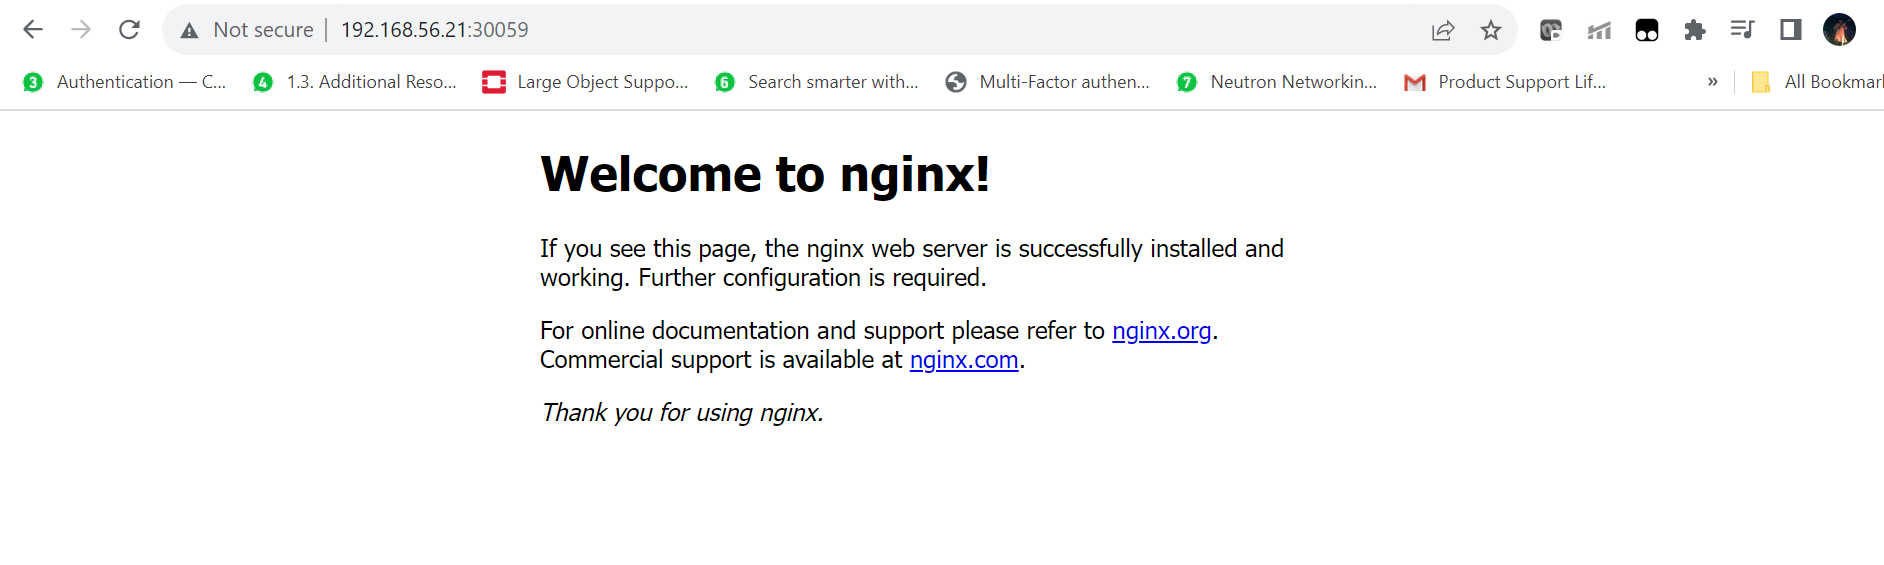 Not secure | 192.168.56.21:30059
3 Authentication — C... 4 1.3. Additional Reso... Large Object Suppo... 6 Search smarter with... Multi-Factor authen... 7 Neutron Networkin... Product Support Lif... » All Bookmar
Welcome to nginx!
If you see this page, the nginx web server is successfully installed and
working. Further configuration is required.
For online documentation and support please refer to nginx.org.
Commercial support is available at nginx.com.
Thank you for using nginx.